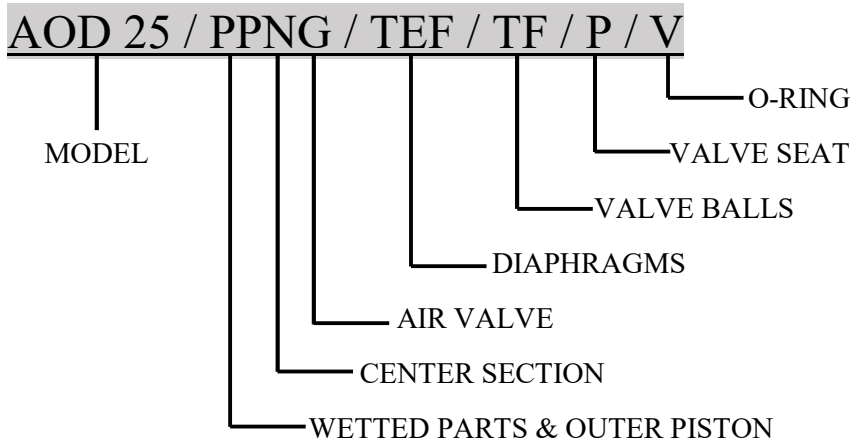 AOD 25 / PPNG / TEF / TF / P / V
O-RING
MODEL
VALVE SEAT
VALVE BALLS
DIAPHRAGMS
AIR VALVE
CENTER SECTION
WETTED PARTS & OUTER PISTON